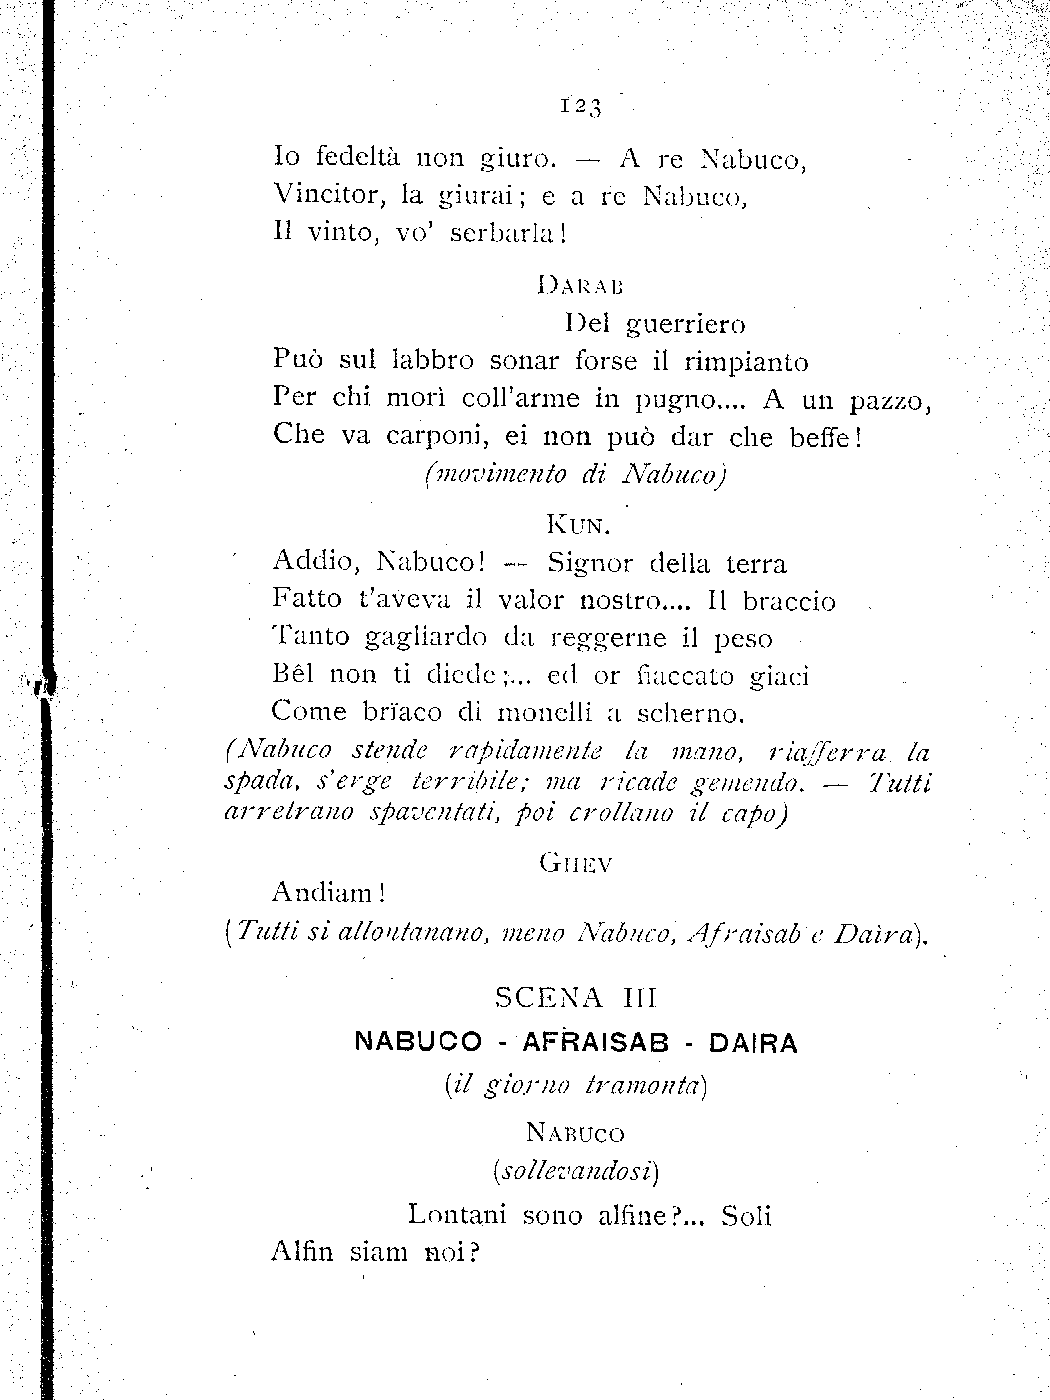 123
Io fedeltà non giuro. — A re Nabuco,
Vincitor, la giurai; e a re Nabuco,
Il vinto, vo' serbarla!
DARAB
Del guerriero
Può sul labbro sonar forse il rimpianto
Per chi morì coll'arme in pugno.... A un pazzo,
Che va carponi, ei non può dar che beffe!
(movimento di Nabuco)
KUN.
Addio, Nabuco! — Signor della terra
Fatto t'aveva il valor nostro.... Il braccio
Tanto gagliardo da reggerne il peso
Bêl non ti diede;... ed or fiaccato giaci
Come brïaco di monelli a scherno.
(Nabuco stende rapidamente la mano, riafferra la
spada, s'erge terribile; ma ricade gemendo. — Tutti
arretrano spaventati, poi crollano il capo)
GHEV
Andiam!
(Tutti si allontanano, meno Nabuco, Afraisab e Daìra).
SCENA III
NABUCO - AFRAISAB - DAIRA
(il giorno tramonta)
NABUCO
(sollevandosi)
Lontani sono alfine?... Soli
Alfin siam noi?